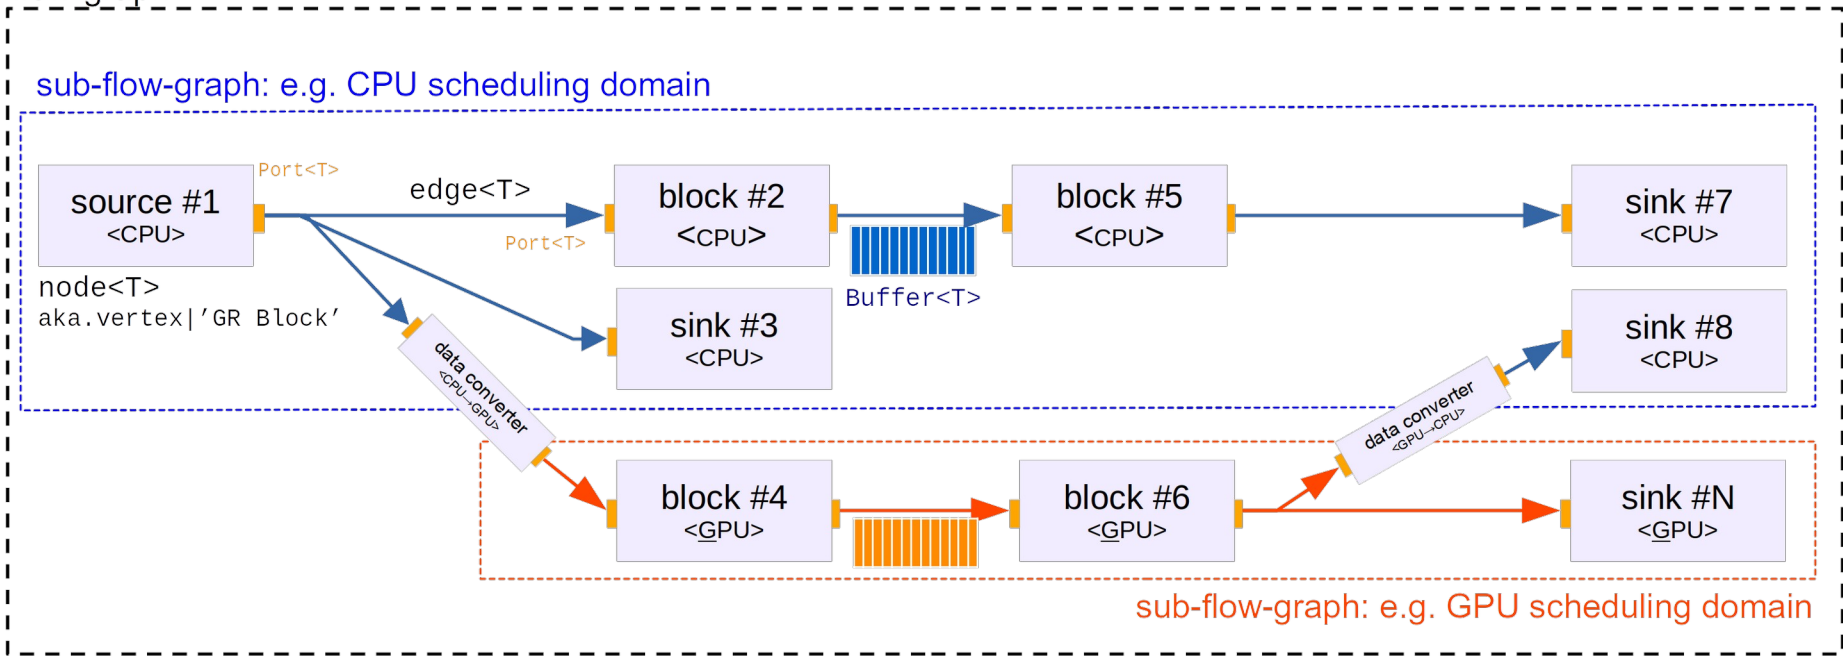 sub-flow-graph: e.g. CPU scheduling domain
source #1
<CPU>
Port<T>
edge<T>
Port<T>
block #2
<CPU>
block #5
<CPU>
sink #7
<CPU>
node<T>
aka.vertex|’GR Block’
Buffer<T>
sink #3
<CPU>
sink #8
<CPU>
data converter
<CPU→GPU>
data converter
<GPU→CPU>
block #4
<GPU>
block #6
<GPU>
sink #N
<GPU>
sub-flow-graph: e.g. GPU scheduling domain